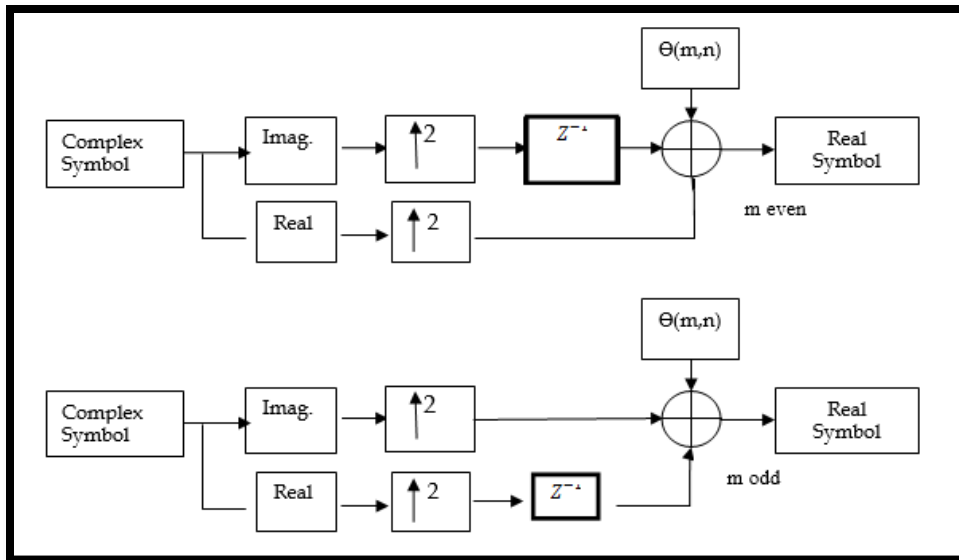 Ө(m,n)
Complex
Symbol
Imag.
2
Z⁻¹
Real
Symbol
m even
Real
2
Ө(m,n)
Complex
Symbol
Imag.
2
Real
Symbol
m odd
Real
2
Z⁻¹